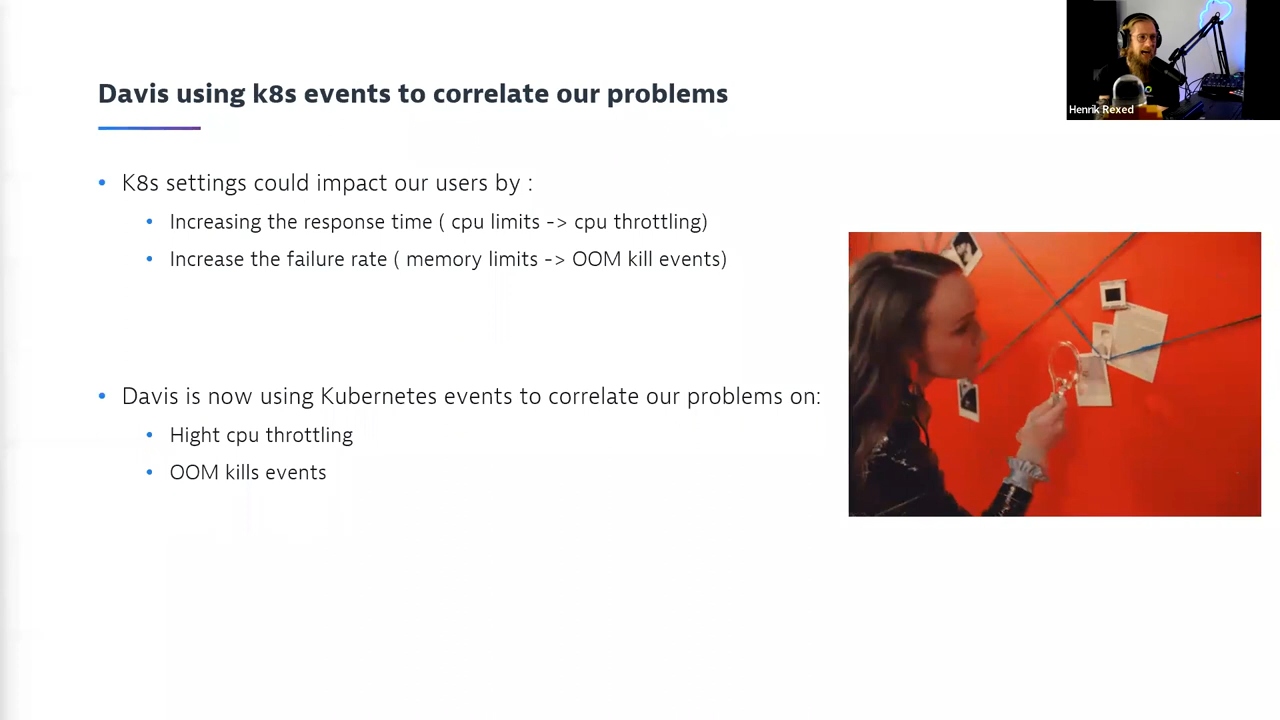 Henrik Rexed
Davis using k8s events to correlate our problems
• K8s settings could impact our users by :
• Increasing the response time ( cpu limits -> cpu throttling)
• Increase the failure rate ( memory limits -> OOM kill events)
• Davis is now using Kubernetes events to correlate our problems on:
• Hight cpu throttling
• OOM kills events